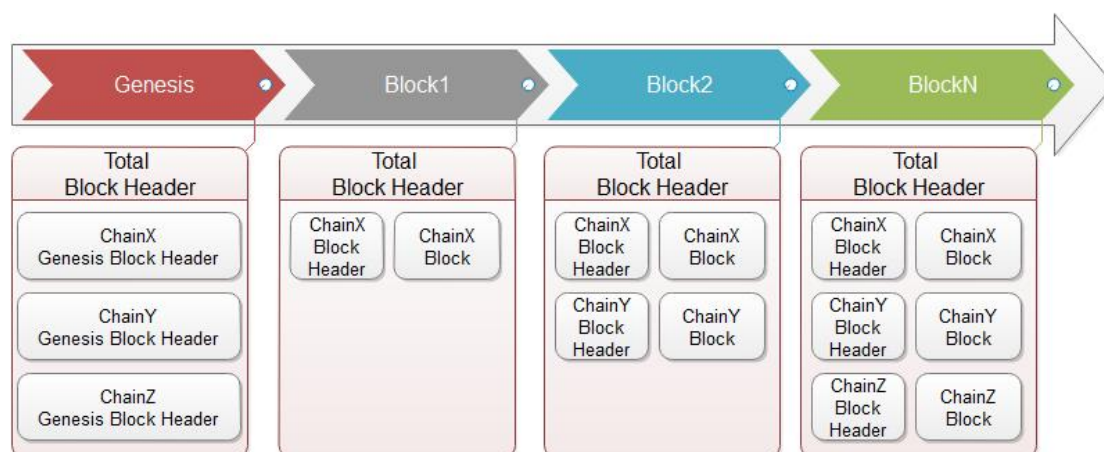 Genesis
Block1
Block2
BlockN
Total
Block Header
ChainX
Genesis Block Header
ChainY
Genesis Block Header
ChainZ
Genesis Block Header
Total
Block Header
ChainX
Block
Header
ChainX
Block
Total
Block Header
ChainX
Block
Header
ChainX
Block
ChainY
Block
Header
ChainY
Block
Total
Block Header
ChainX
Block
Header
ChainX
Block
ChainY
Block
Header
ChainY
Block
ChainZ
Block
Header
ChainZ
Block